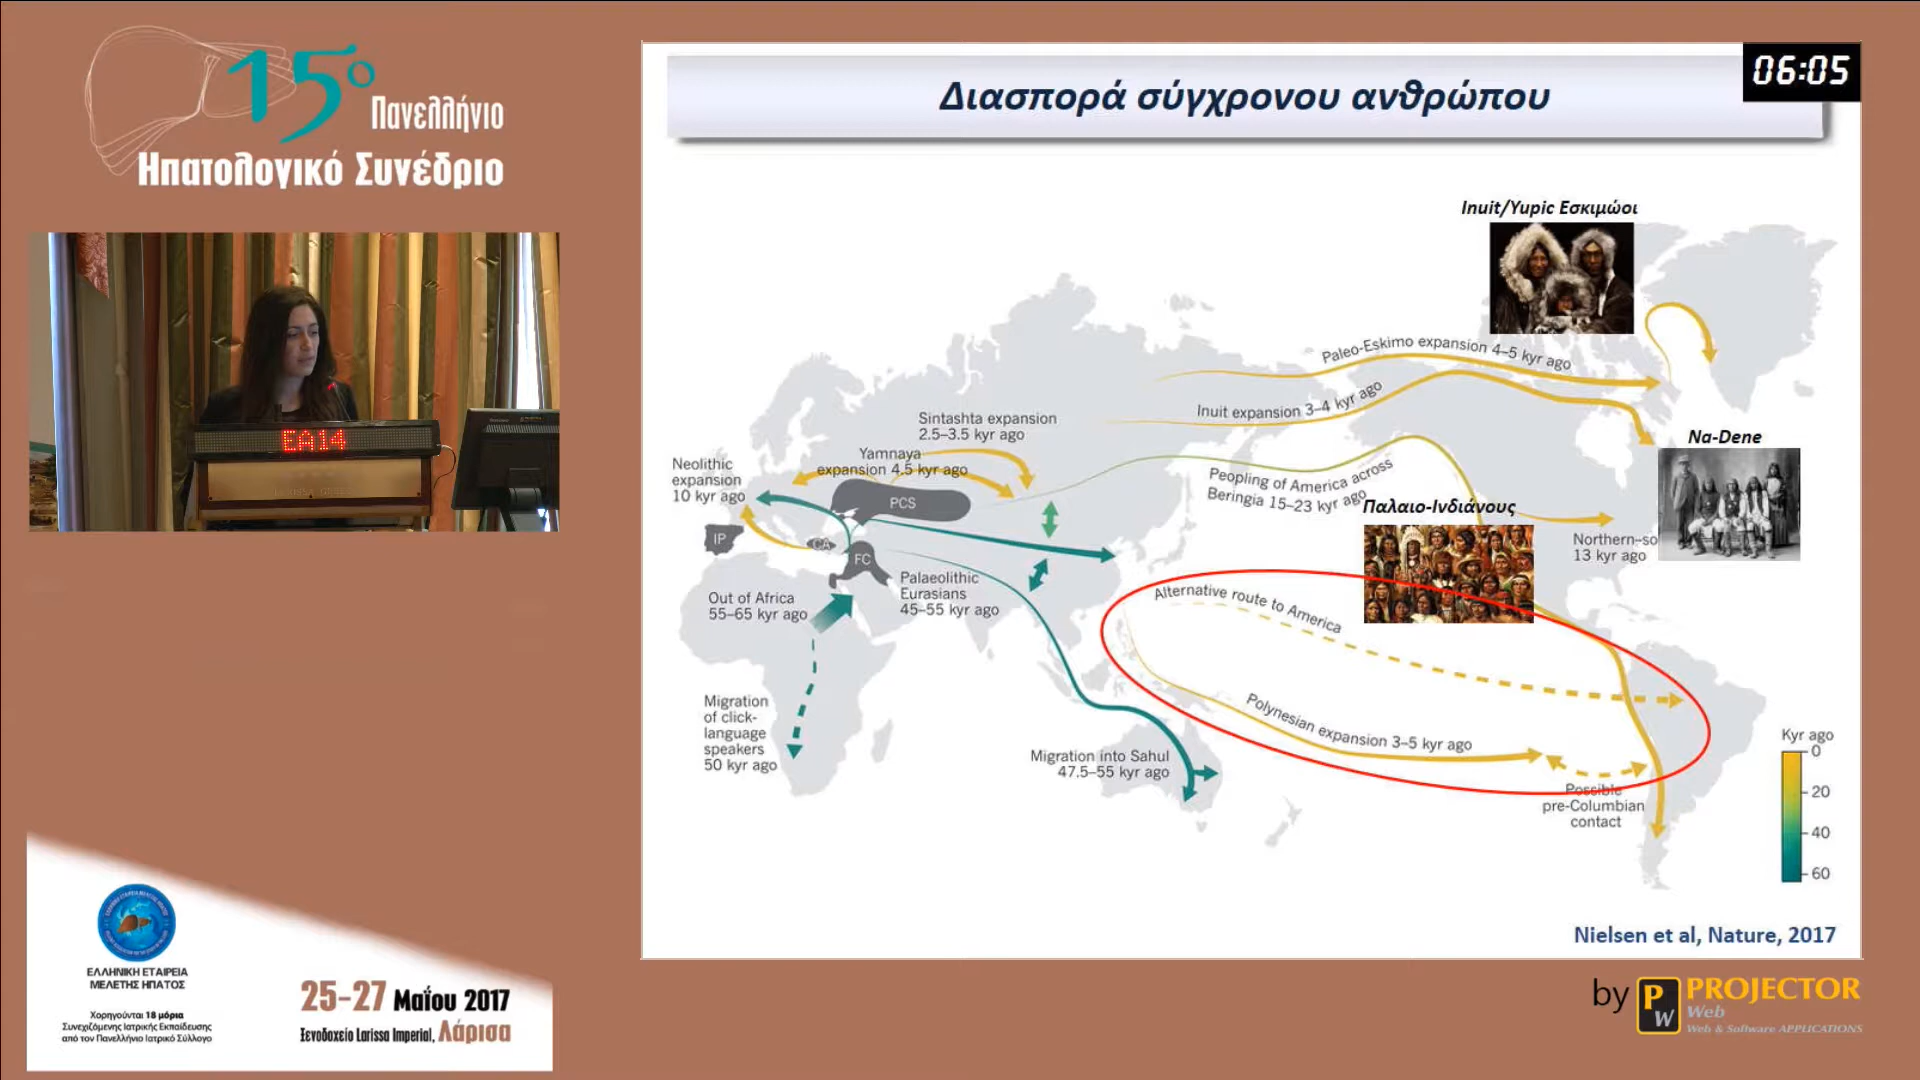 15ο
Πανελλήνιο
Ηπατολογικό Συνέδριο
EA14
ΕΛΛΗΝΙΚΗ ΕΤΑΙΡΕΙΑ
ΜΕΛΕΤΗΣ ΗΠΑΤΟΣ
Χορηγούνται 18 μόρια
Συνεχιζόμενης Ιατρικής Εκπαίδευσης
από τον Πανελλήνιο Ιατρικό Σύλλογο
25-27 Μαΐου 2017
Ξενοδοχείο Larissa Imperial, Λάρισα
06:05
Διασπορά σύγχρονου ανθρώπου
Inuit/Yupic Εσκιμώοι
Paleo-Eskimo expansion 4–5 kyr ago
Inuit expansion 3–4 kyr ago
Sintashta expansion
2.5–3.5 kyr ago
Yamnaya
expansion 4.5 kyr ago
Neolithic
expansion
10 kyr ago
Na-Dene
Peopling of America across
Beringia 15–23 kyr ago
Παλαιο-Ινδιάνους
PCS
IP
CA
FC
Northern–so
13 kyr ago
Palaeolithic
Eurasians
45–55 kyr ago
Out of Africa
55–65 kyr ago
Alternative route to America
Migration
of click-
language
speakers
50 kyr ago
Polynesian expansion 3–5 kyr ago
Migration into Sahul
47.5–55 kyr ago
Possible
pre-Columbian
contact
Kyr ago
0
20
40
60
Nielsen et al, Nature, 2017
by PW PROJECTOR
Web
Web & Software APPLICATIONS